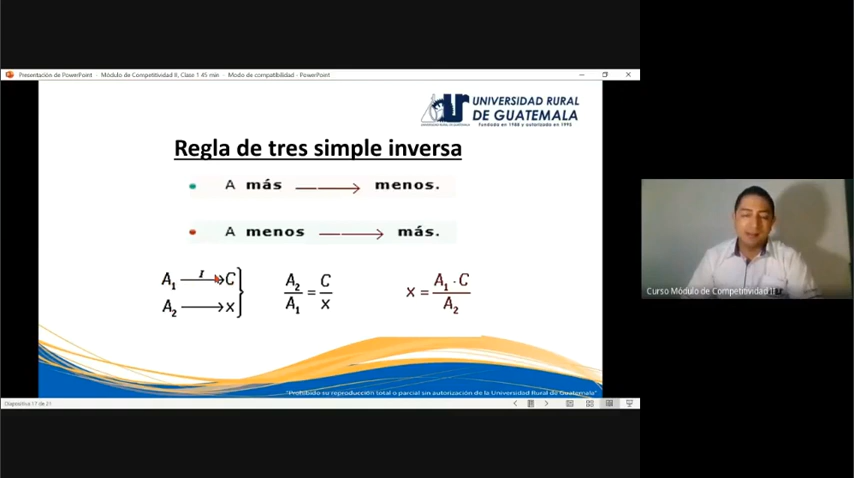 Presentación de PowerPoint - Módulo de Competitividad II, Clase 1 45 min - Modo de compatibilidad - PowerPoint
UNIVERSIDAD RURAL
DE GUATEMALA
Fundada en 1988 y autorizada en 1995
Regla de tres simple inversa
A más → menos.
A menos → más.
A₁ I → C
A₂ → x
A₂/A₁ = C/x
x = A₁ · C / A₂
Curso Módulo de Competitividad II
"Prohibido su reproducción total o parcial sin autorización de la Universidad Rural de Guatemala"
Diapositiva 17 de 21